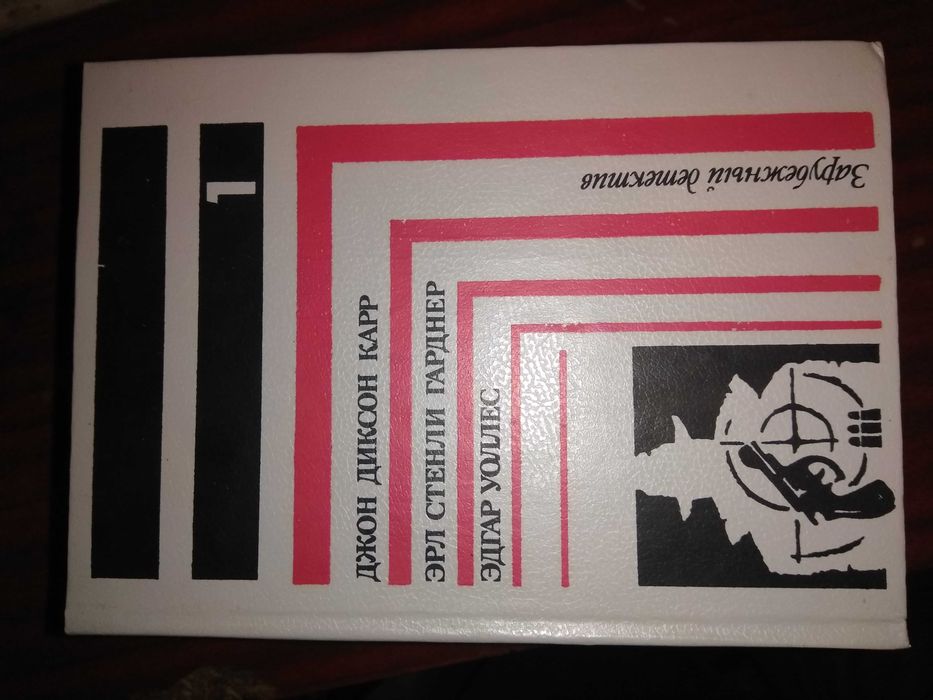 1
ДЖОН ДИКСОН КАРР
ЭРЛ СТЕНЛИ ГАРДНЕР
ЭДГАР УОЛЛЕС
Зарубежный детектив